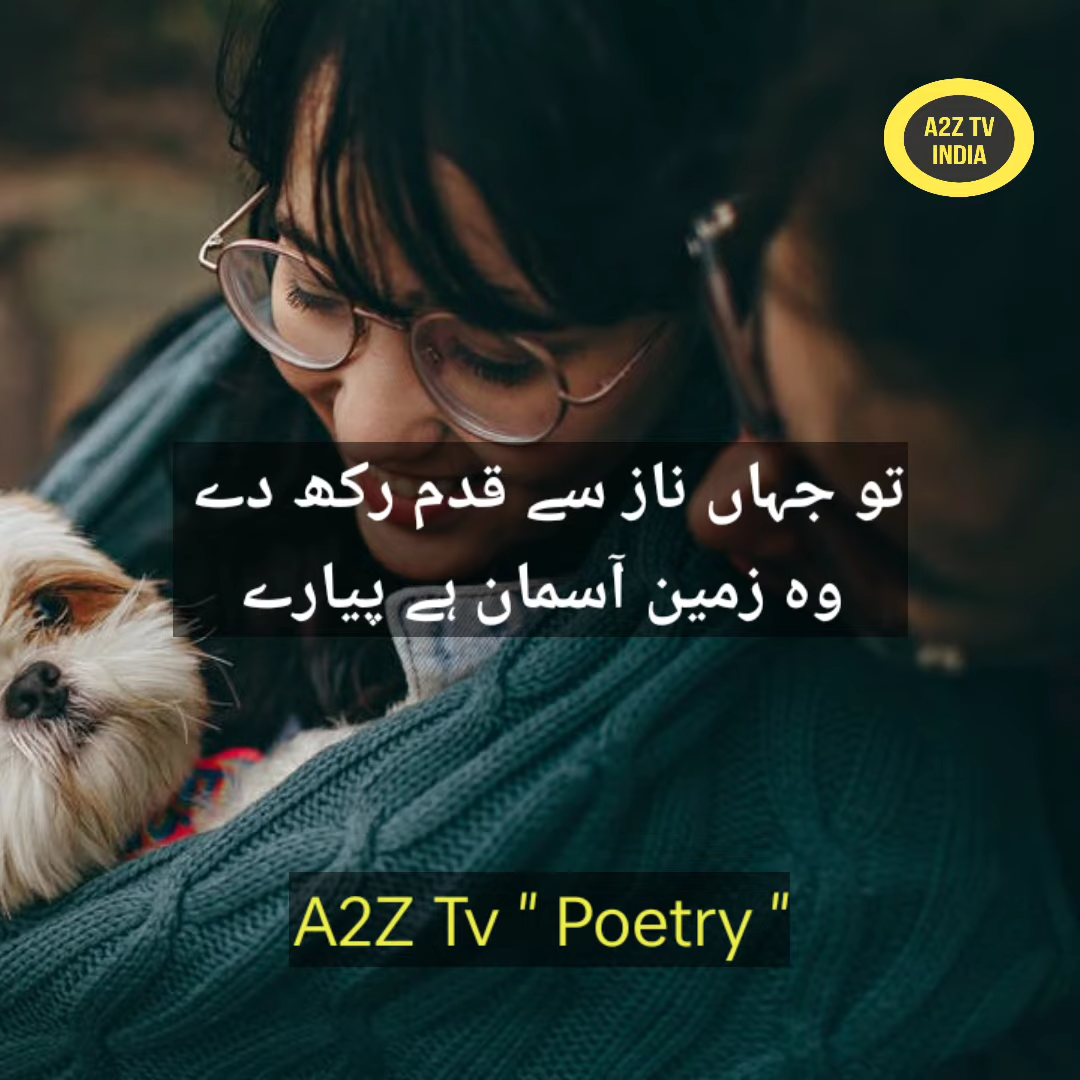 A2Z TV
INDIA
تو جہاں ناز سے قدم رکھ دے
وہ زمین آسمان ہے پیارے
A2Z Tv " Poetry "